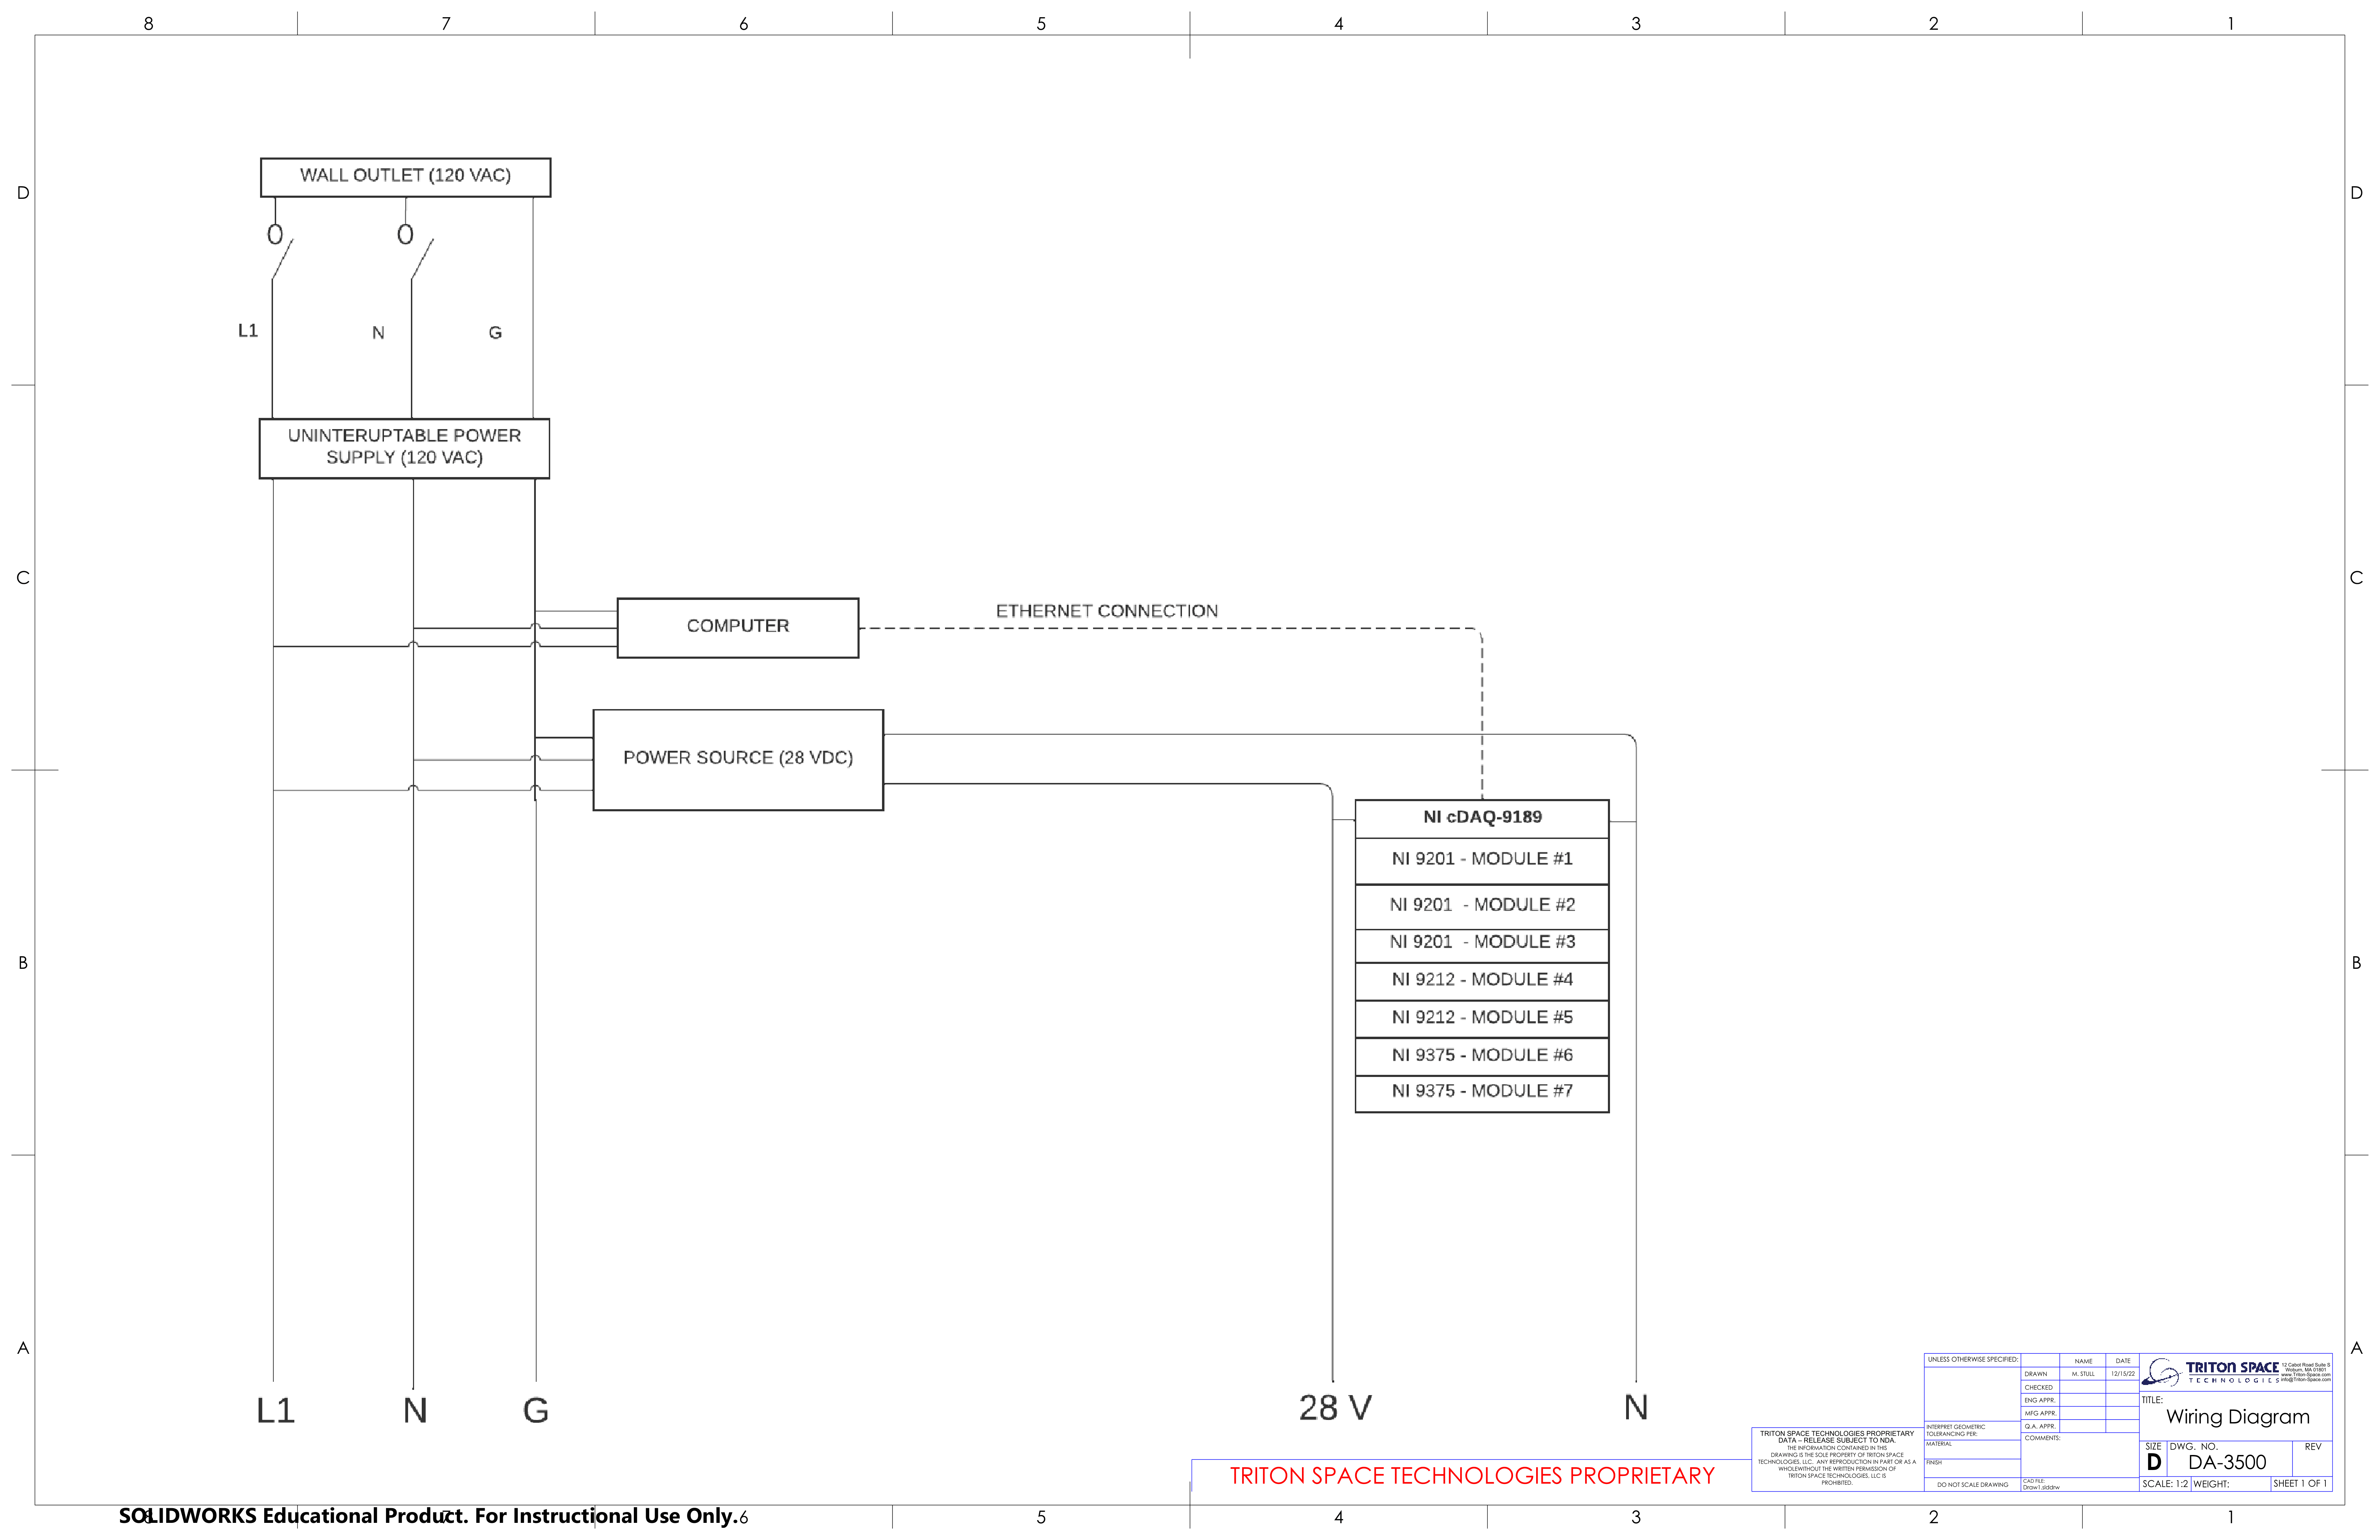 8 7 6 5 4 3 2 1
D D
WALL OUTLET (120 VAC)
O O
L1 N G
UNINTERUPTABLE POWER
SUPPLY (120 VAC)
C C
COMPUTER
ETHERNET CONNECTION
POWER SOURCE (28 VDC)
NI cDAQ-9189
NI 9201 - MODULE #1
NI 9201 - MODULE #2
NI 9201 - MODULE #3
NI 9212 - MODULE #4
NI 9212 - MODULE #5
NI 9375 - MODULE #6
NI 9375 - MODULE #7
B B
A A
L1 N G 28 V N
TRITON SPACE TECHNOLOGIES PROPRIETARY
TRITON SPACE TECHNOLOGIES PROPRIETARY
DATA – RELEASE SUBJECT TO NDA.
THE INFORMATION CONTAINED IN THIS
DRAWING IS THE SOLE PROPERTY OF TRITON SPACE
TECHNOLOGIES, LLC. ANY REPRODUCTION IN PART OR AS A
WHOLEWITHOUT THE WRITTEN PERMISSION OF
TRITON SPACE TECHNOLOGIES, LLC IS
PROHIBITED.
UNLESS OTHERWISE SPECIFIED:
INTERPRET GEOMETRIC
TOLERANCING PER:
MATERIAL
FINISH
DO NOT SCALE DRAWING
NAME DATE
DRAWN M. STULL 12/15/22
CHECKED
ENG APPR.
MFG APPR.
Q.A. APPR.
COMMENTS:
CAD FILE:
Draw1.slddrw
TRITON SPACE
TECHNOLOGIES
12 Cabot Road Suite B
Woburn, MA 01801
www.Triton-Space.com
info@Triton-Space.com
TITLE:
Wiring Diagram
SIZE DWG. NO. REV
D DA-3500
SCALE: 1:2 WEIGHT: SHEET 1 OF 1
SOLIDWORKS Educational Product. For Instructional Use Only.
8 7 6 5 4 3 2 1